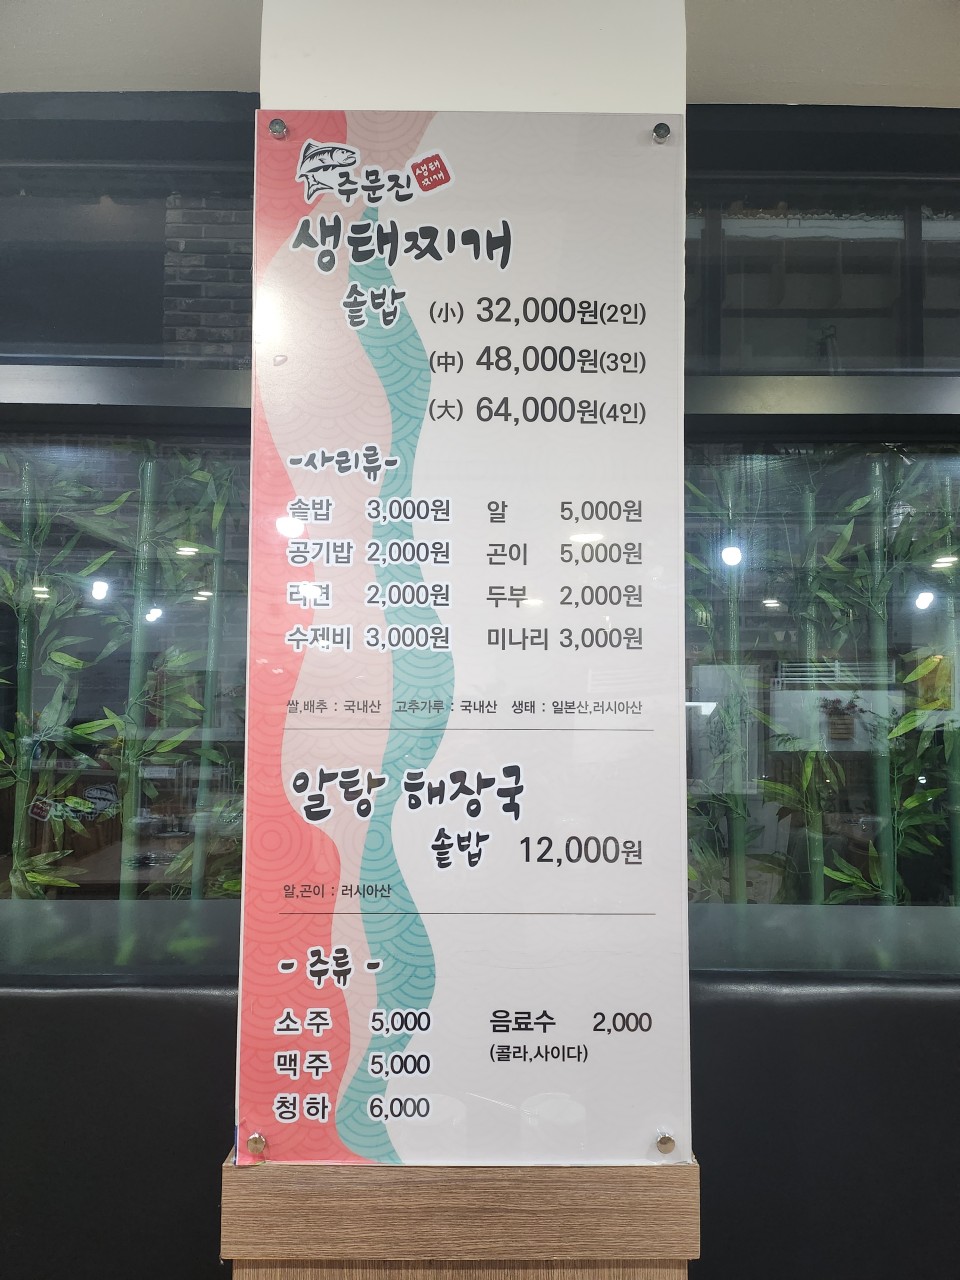 주문진
생태
찌개
생태찌개
솥밥 (小) 32,000원(2인)
(中) 48,000원(3인)
(大) 64,000원(4인)
-사리류-
솥밥 3,000원 알 5,000원
공기밥 2,000원 곤이 5,000원
라면 2,000원 두부 2,000원
수제비 3,000원 미나리 3,000원
쌀,배추 : 국내산 고추가루 : 국내산 생태 : 일본산,러시아산
알탕 해장국
솥밥 12,000원
알,곤이 : 러시아산
- 주류 -
소주 5,000 음료수 2,000
맥주 5,000 (콜라,사이다)
청하 6,000